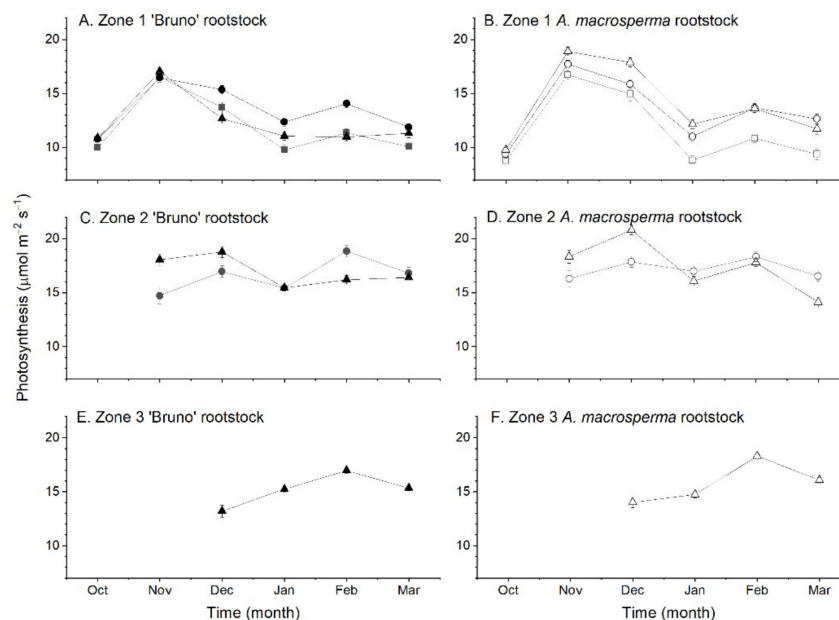 A. Zone 1 'Bruno' rootstock
B. Zone 1 A. macrosperma rootstock
20
15
10
20
15
10
C. Zone 2 'Bruno' rootstock
D. Zone 2 A. macrosperma rootstock
20
15
10
20
15
10
Photosynthesis (μmol m⁻² s⁻¹)
E. Zone 3 'Bruno' rootstock
F. Zone 3 A. macrosperma rootstock
20
15
10
20
15
10
Oct Nov Dec Jan Feb Mar
Oct Nov Dec Jan Feb Mar
Time (month)
Time (month)